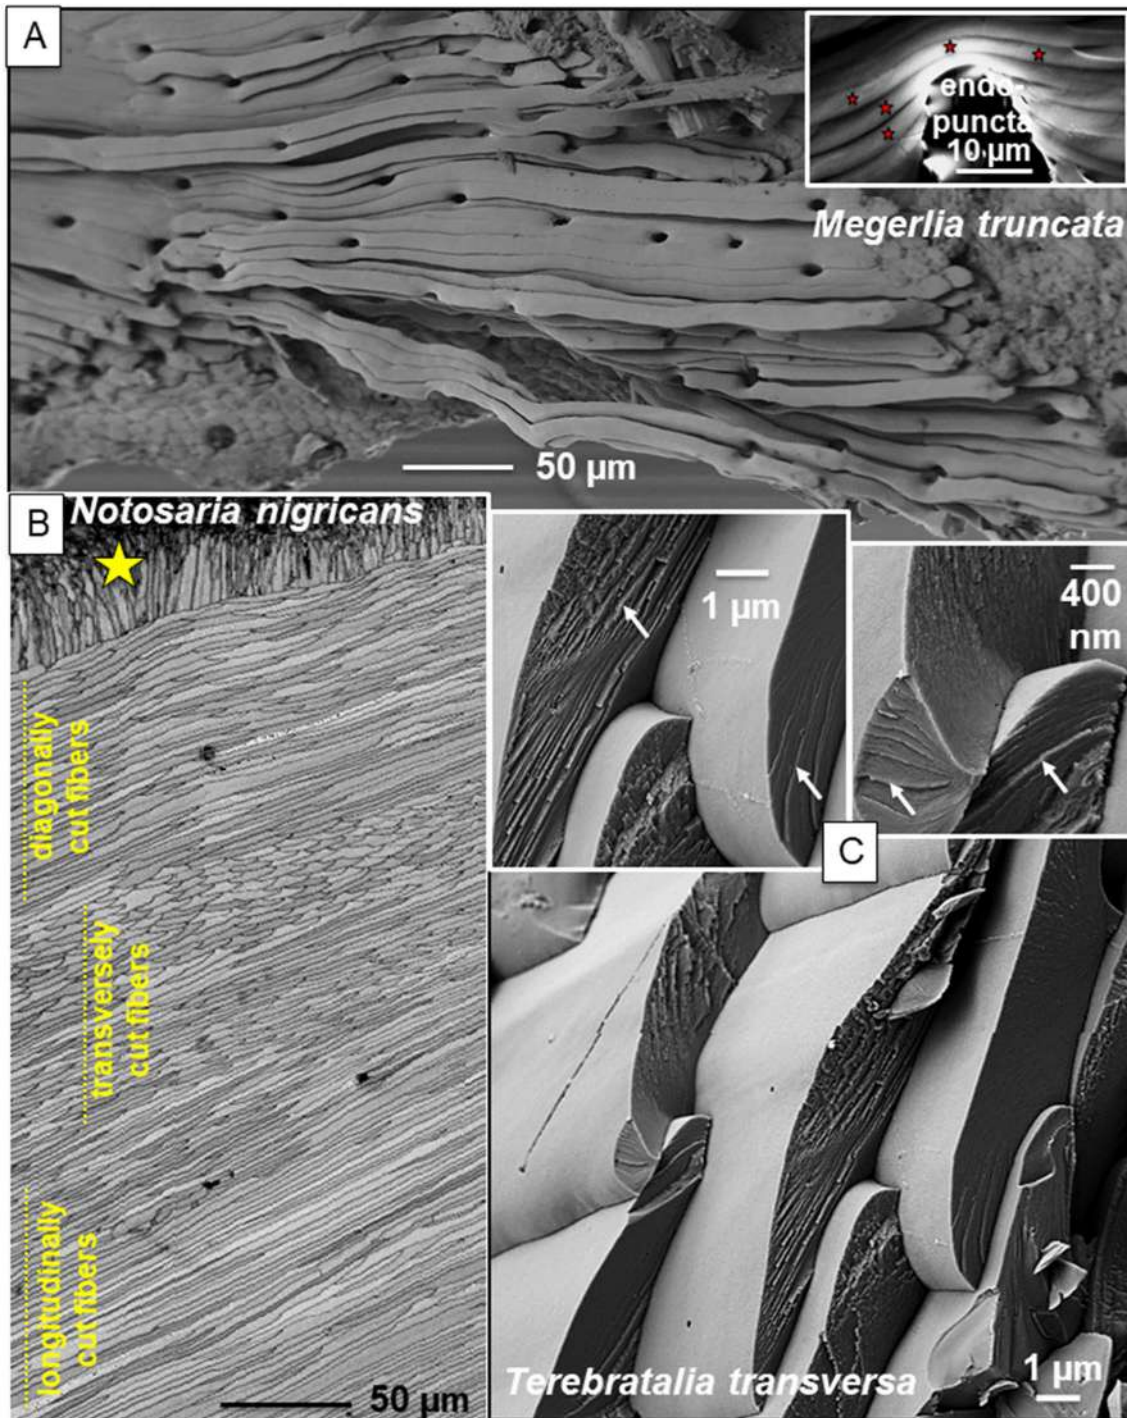 A
endo-
puncta
10 µm
Megerlia truncata
50 µm
B
Notosaria nigricans
diagonally
cut fibers
transversely
cut fibers
longitudinally
cut fibers
50 µm
1 µm
400
nm
C
Terebratalia transversa
1 µm